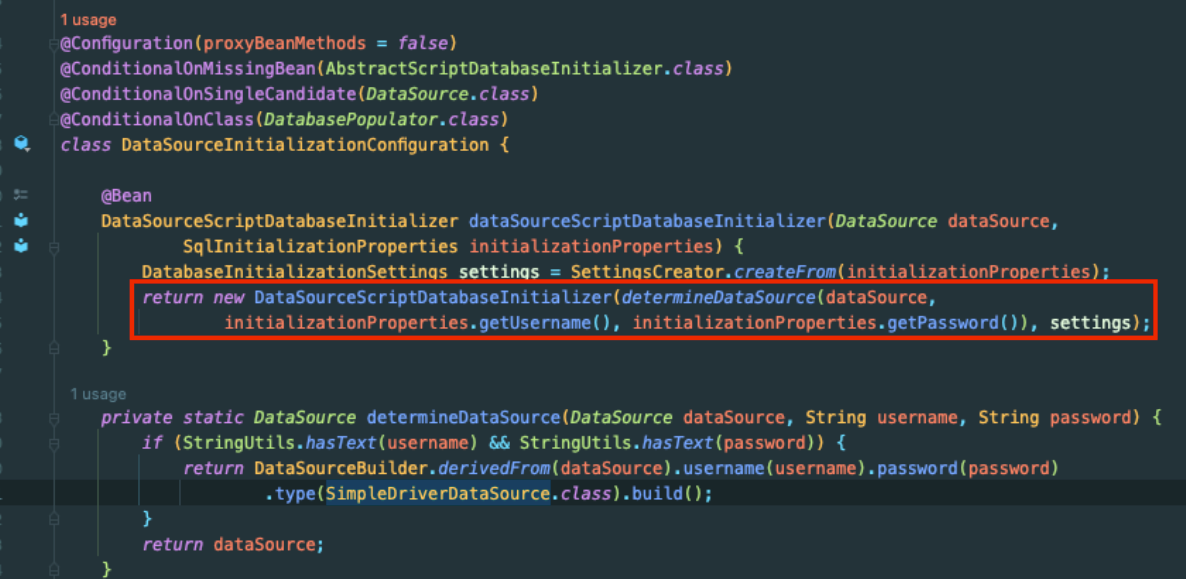 1 usage
@Configuration(proxyBeanMethods = false)
@ConditionalOnMissingBean(AbstractScriptDatabaseInitializer.class)
@ConditionalOnSingleCandidate(DataSource.class)
@ConditionalOnClass(DatabasePopulator.class)
class DataSourceInitializationConfiguration {
@Bean
DataSourceScriptDatabaseInitializer dataSourceScriptDatabaseInitializer(DataSource dataSource,
SqlInitializationProperties initializationProperties) {
DatabaseInitializationSettings settings = SettingsCreator.createFrom(initializationProperties);
return new DataSourceScriptDatabaseInitializer(determineDataSource(dataSource,
initializationProperties.getUsername(), initializationProperties.getPassword()), settings);
}
1 usage
private static DataSource determineDataSource(DataSource dataSource, String username, String password) {
if (StringUtils.hasText(username) && StringUtils.hasText(password)) {
return DataSourceBuilder.derivedFrom(dataSource).username(username).password(password)
.type(SimpleDriverDataSource.class).build();
}
return dataSource;
}